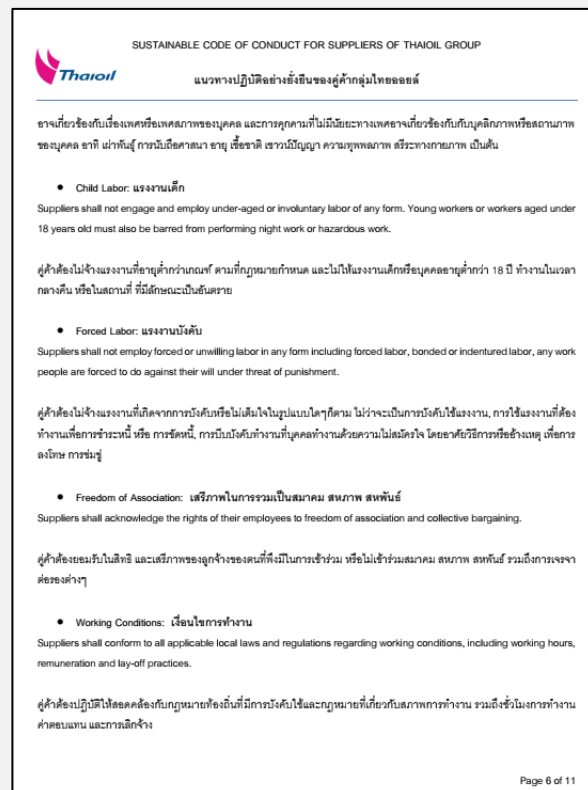 SUSTAINABLE CODE OF CONDUCT FOR SUPPLIERS OF THAIOIL GROUP
Thaioil
แนวทางปฏิบัติอย่างยั่งยืนของคู่ค้ากลุ่มไทยออยล์
อาจเกี่ยวข้องกับเรื่องเพศหรือเพศสภาพของบุคคล และการคุกคามที่ไม่มีนัยยะทางเพศอาจเกี่ยวข้องกับกับบุคลิกภาพหรือสถานภาพ
ของบุคคล อาทิ เผ่าพันธุ์ การนับถือศาสนา อายุ เชื้อชาติ เชาวน์ปัญญา ความทุพพลภาพ สรีระทางกายภาพ เป็นต้น
• Child Labor: แรงงานเด็ก
Suppliers shall not engage and employ under-aged or involuntary labor of any form. Young workers or workers aged under
18 years old must also be barred from performing night work or hazardous work.
คู่ค้าต้องไม่จ้างแรงงานที่อายุต่ำกว่าเกณฑ์ ตามที่กฎหมายกำหนด และไม่ให้แรงงานเด็กหรือบุคคลอายุต่ำกว่า 18 ปี ทำงานในเวลา
กลางคืน หรือในสถานที่ ที่มีลักษณะเป็นอันตราย
• Forced Labor: แรงงานบังคับ
Suppliers shall not employ forced or unwilling labor in any form including forced labor, bonded or indentured labor, any work
people are forced to do against their will under threat of punishment.
คู่ค้าต้องไม่จ้างแรงงานที่เกิดจากการบังคับหรือไม่เต็มใจในรูปแบบใดๆก็ตาม ไม่ว่าจะเป็นการบังคับใช้แรงงาน, การใช้แรงงานที่ต้อง
ทำงานเพื่อการชำระหนี้ หรือ การขัดหนี้, การบีบบังคับทำงานที่บุคคลทำงานด้วยความไม่สมัครใจ โดยอาศัยวิธีการหรืออ้างเหตุ เพื่อการ
ลงโทษ การข่มขู่
• Freedom of Association: เสรีภาพในการรวมเป็นสมาคม สหภาพ สหพันธ์
Suppliers shall acknowledge the rights of their employees to freedom of association and collective bargaining.
คู่ค้าต้องยอมรับในสิทธิ และเสรีภาพของลูกจ้างของตนที่พึงมีในการเข้าร่วม หรือไม่เข้าร่วมสมาคม สหภาพ สหพันธ์ รวมถึงการเจรจา
ต่อรองต่างๆ
• Working Conditions: เงื่อนไขการทำงาน
Suppliers shall conform to all applicable local laws and regulations regarding working conditions, including working hours,
remuneration and lay-off practices.
คู่ค้าต้องปฏิบัติให้สอดคล้องกับกฎหมายท้องถิ่นที่มีการบังคับใช้และกฎหมายที่เกี่ยวกับสภาพการทำงาน รวมถึงชั่วโมงการทำงาน
ค่าตอบแทน และการเลิกจ้าง
Page 6 of 11